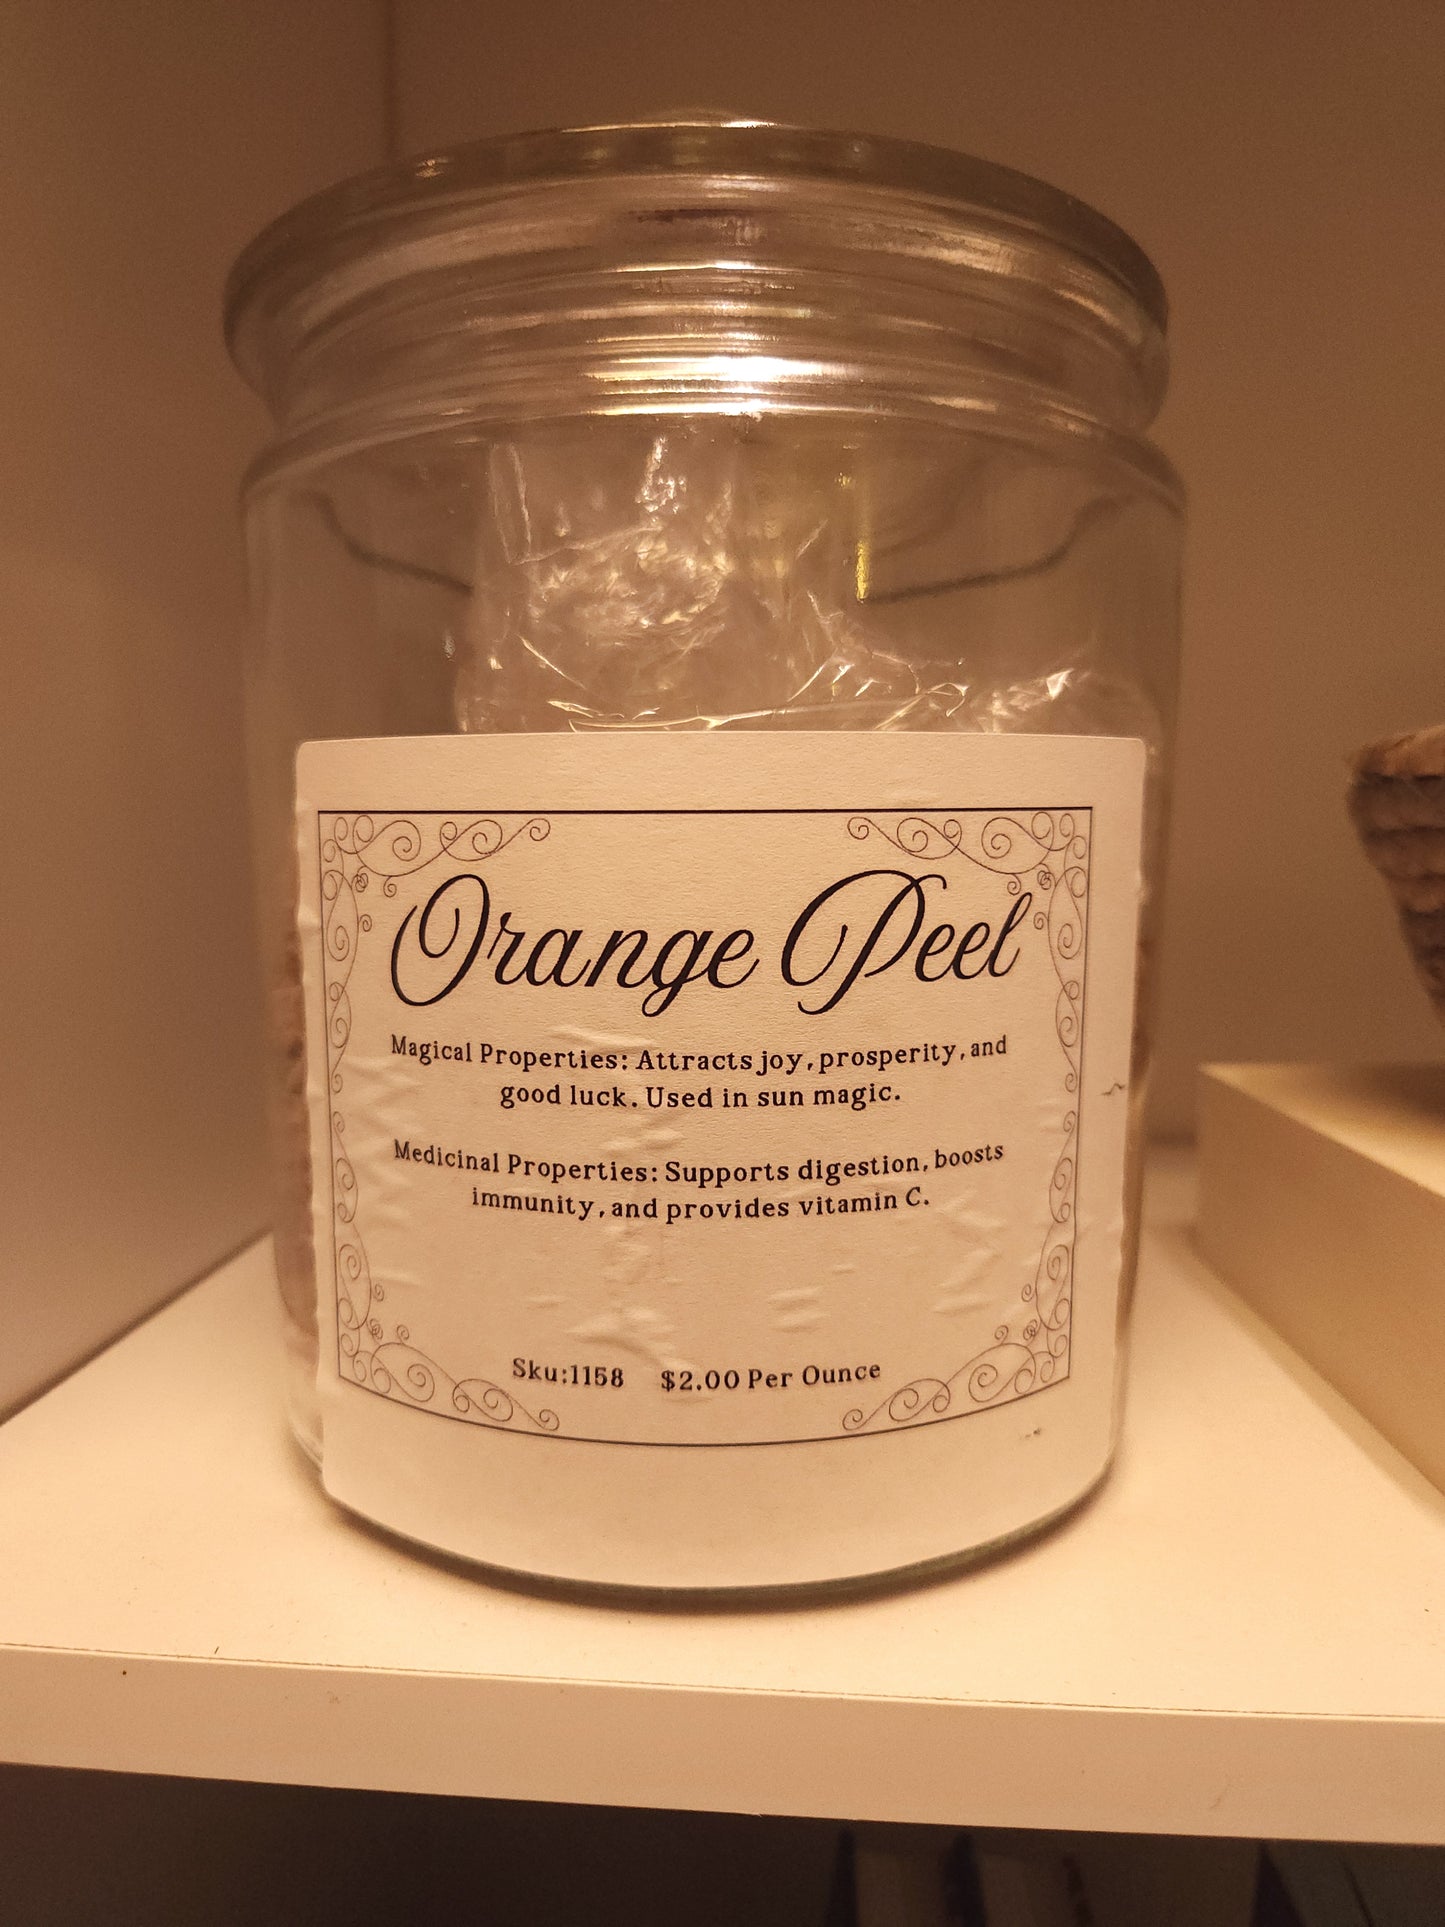 Orange Peel
Magical Properties: Attracts joy, prosperity, and
good luck. Used in sun magic.
Medicinal Properties: Supports digestion, boosts
immunity, and provides vitamin C.
Sku:1158 $2.00 Per Ounce